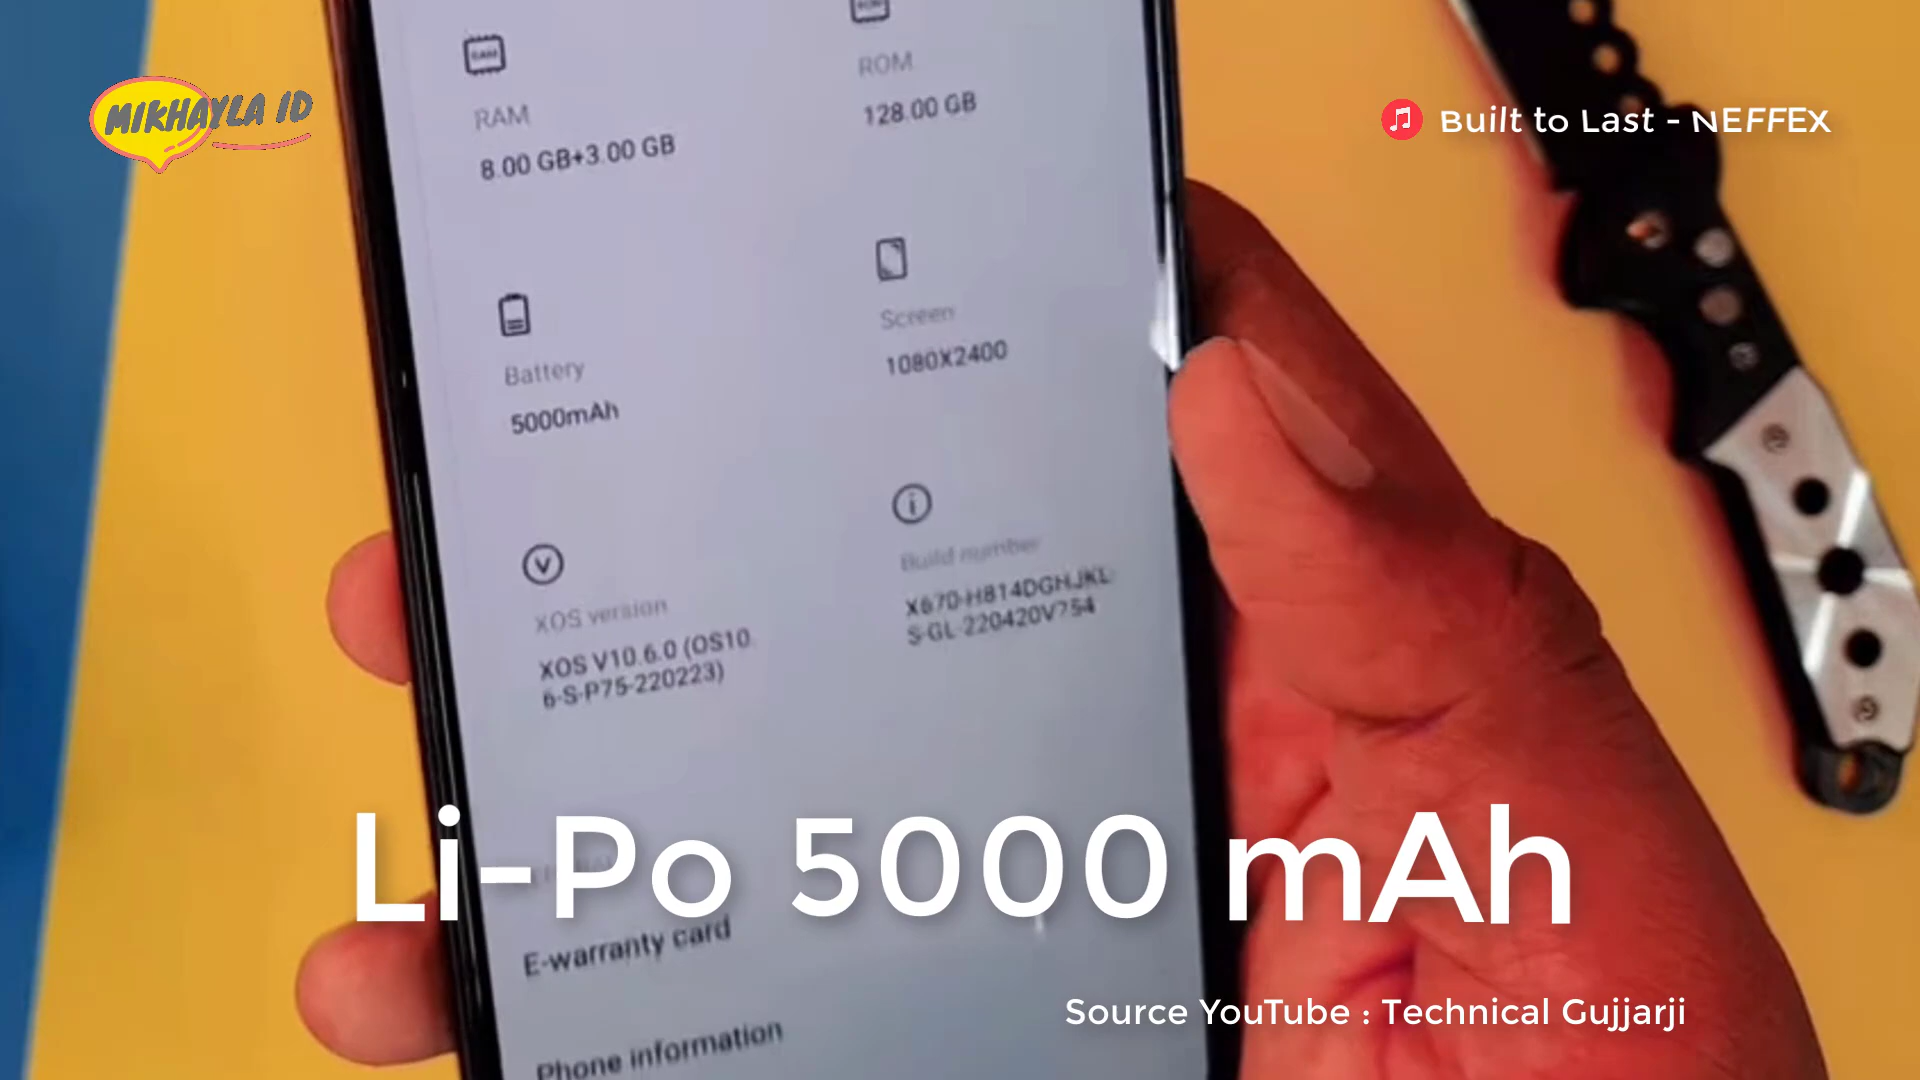 MIKHAYLA ID
Built to Last - NEFFEX
RAM
RAM
8.00 GB+3.00 GB
ROM
128.00 GB
Battery
5000mAh
Screen
1080X2400
XOS version
XOS V10.6.0 (OS10.
6-S-P75-220223)
Build number
X670-H814DGHJKL-
S-GL-220420V754
Li-Po 5000 mAh
E-warranty card
Source YouTube : Technical Gujjarji
Phone information